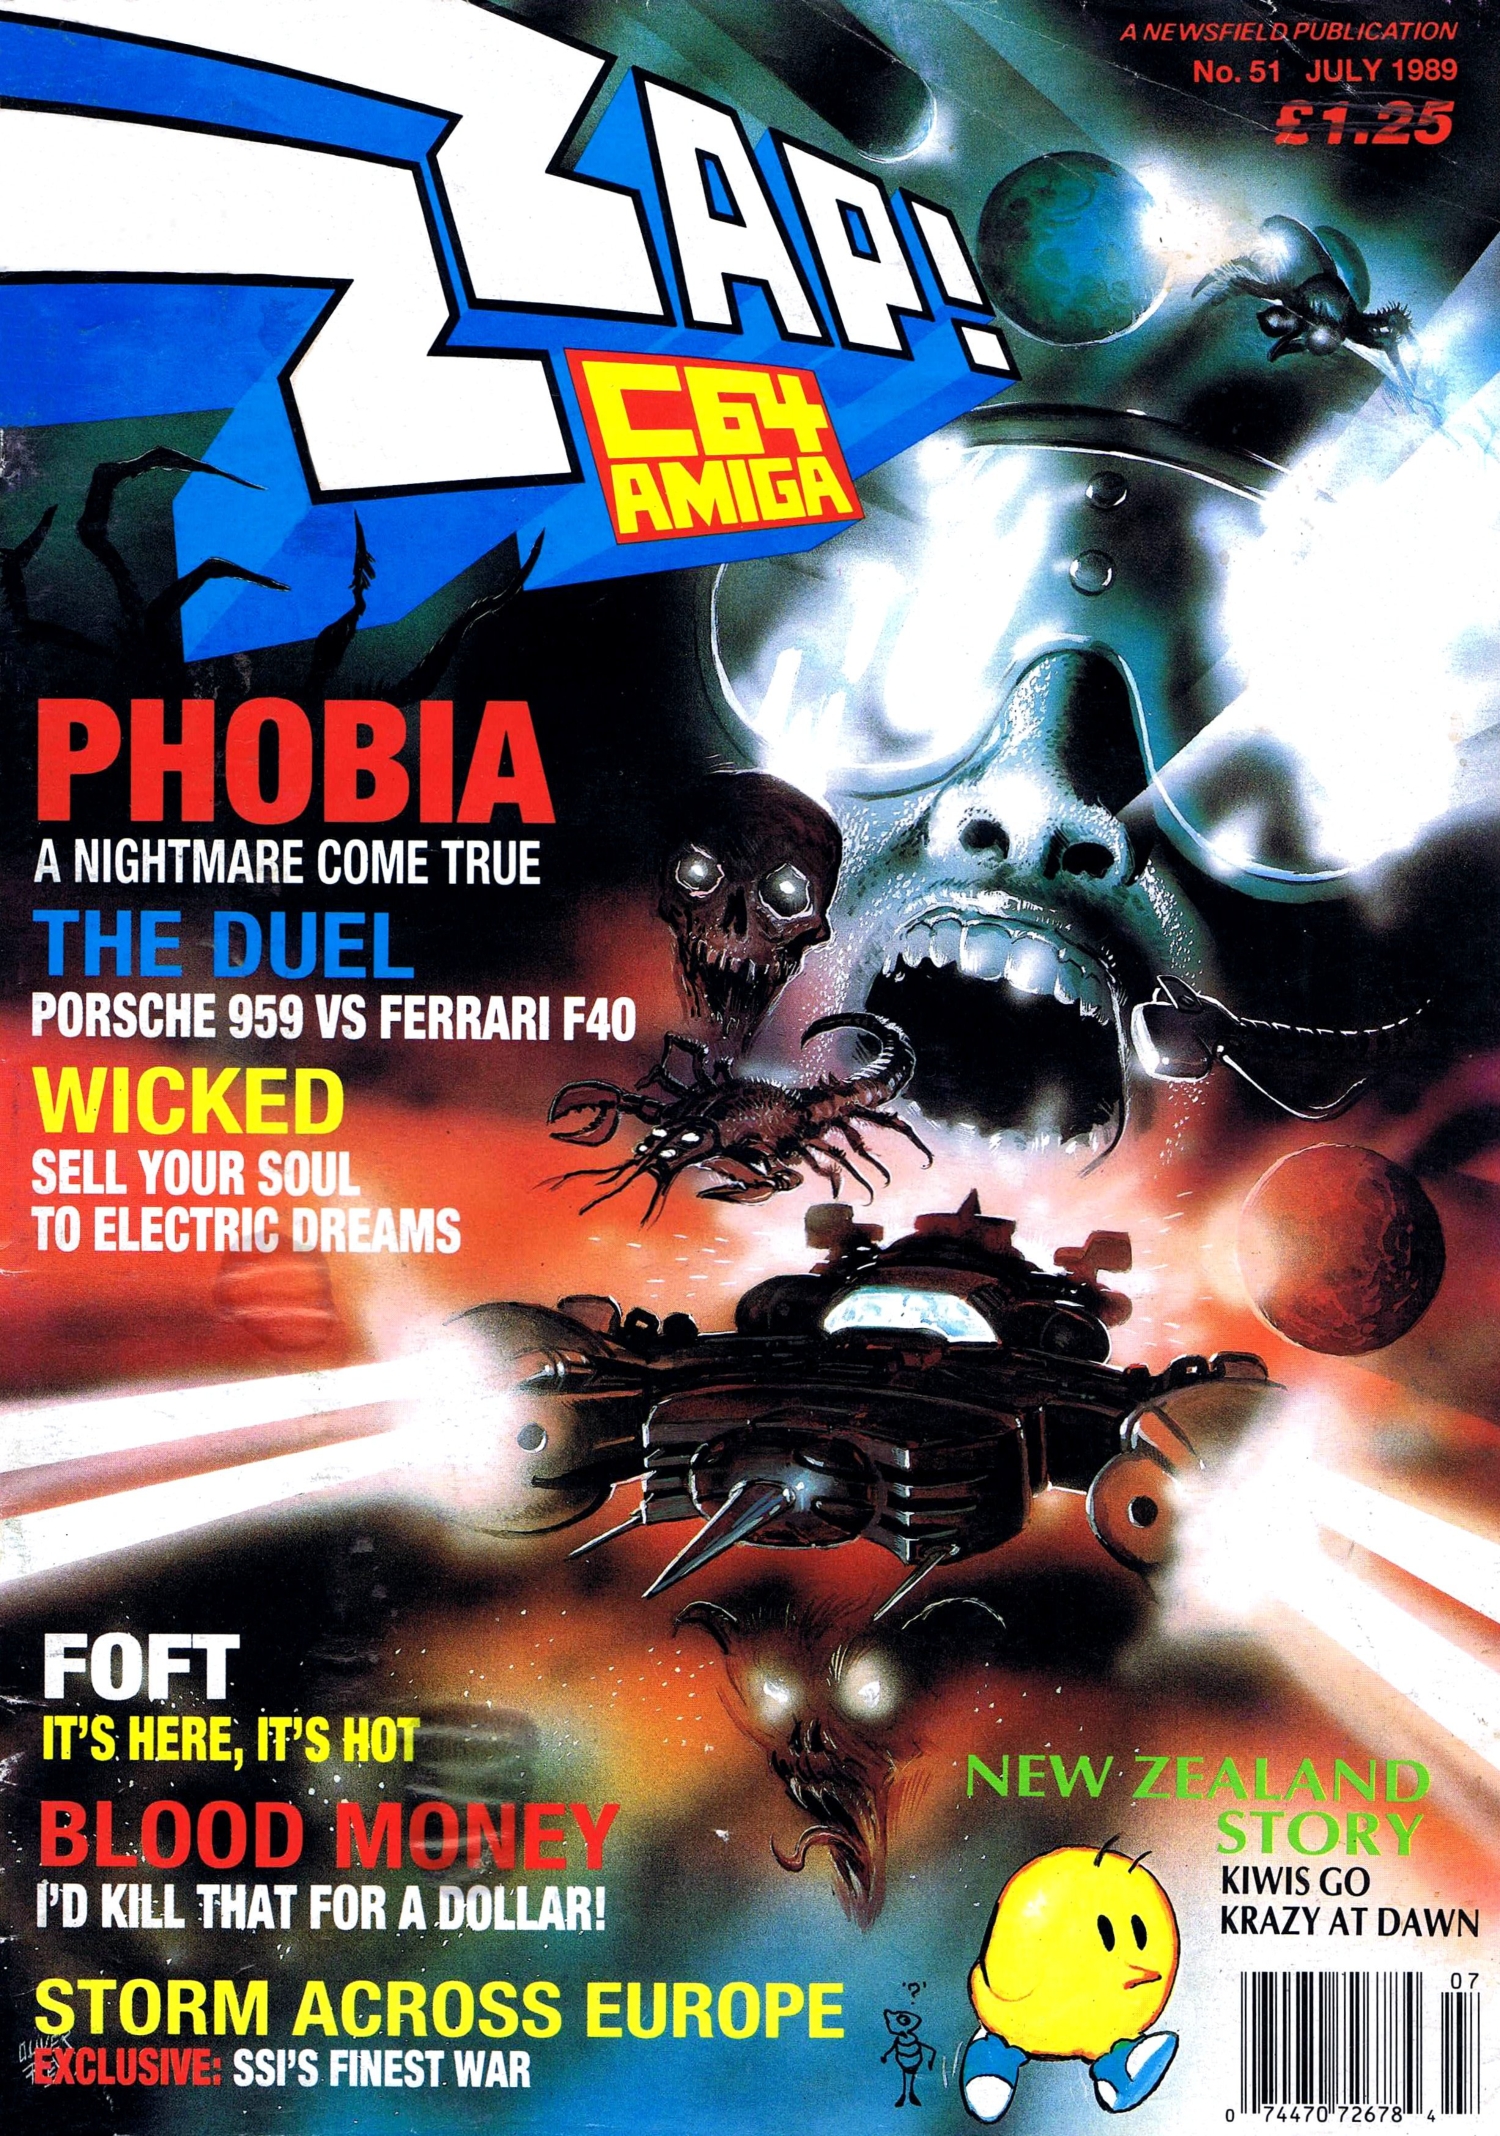 A NEWSFIELD PUBLICATION
No. 51 JULY 1989
£1.25
ZZAP!
C64
AMIGA
PHOBIA
A NIGHTMARE COME TRUE
THE DUEL
PORSCHE 959 VS FERRARI F40
WICKED
SELL YOUR SOUL
TO ELECTRIC DREAMS
FOFT
IT'S HERE, IT'S HOT
BLOOD MONEY
I'D KILL THAT FOR A DOLLAR!
STORM ACROSS EUROPE
EXCLUSIVE: SSI'S FINEST WAR
OLIVER
NEW ZEALAND
STORY
KIWIS GO
KRAZY AT DAWN
'?'
07
0 74470 72678 4